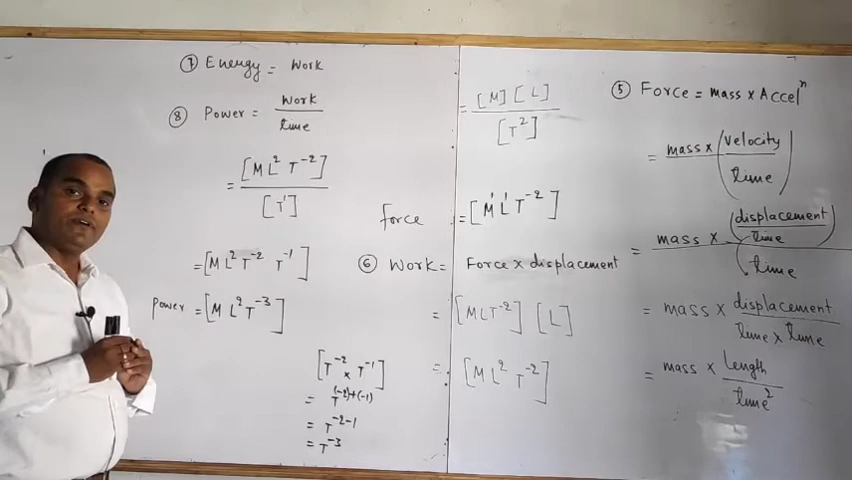 ⑦ Energy = Work
⑧ Power = Work / time
= [M L² T⁻²] / [T¹]
= [M L² T⁻² T⁻¹]
Power = [M L² T⁻³]
[T⁻² × T⁻¹]
= T⁽⁻²⁾⁺⁽⁻¹⁾
= T⁻²⁻¹
= T⁻³
= [M] [L] / [T²]
force = [M¹ L¹ T⁻²]
⑥ Work = Force × displacement
= [M L T⁻²] [L]
= [M L² T⁻²]
⑤ Force = mass × Accelⁿ
= mass × (velocity / time)
= mass × (displacement / time) / time
= mass × displacement / time × time
= mass × Length / time²